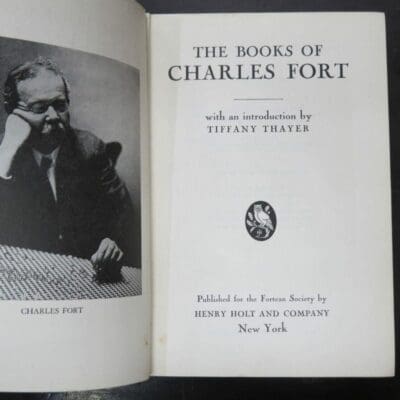 CHARLES FORT
THE BOOKS OF
CHARLES FORT
with an introduction by
TIFFANY THAYER
Published for the Fortean Society by
HENRY HOLT AND COMPANY
New York